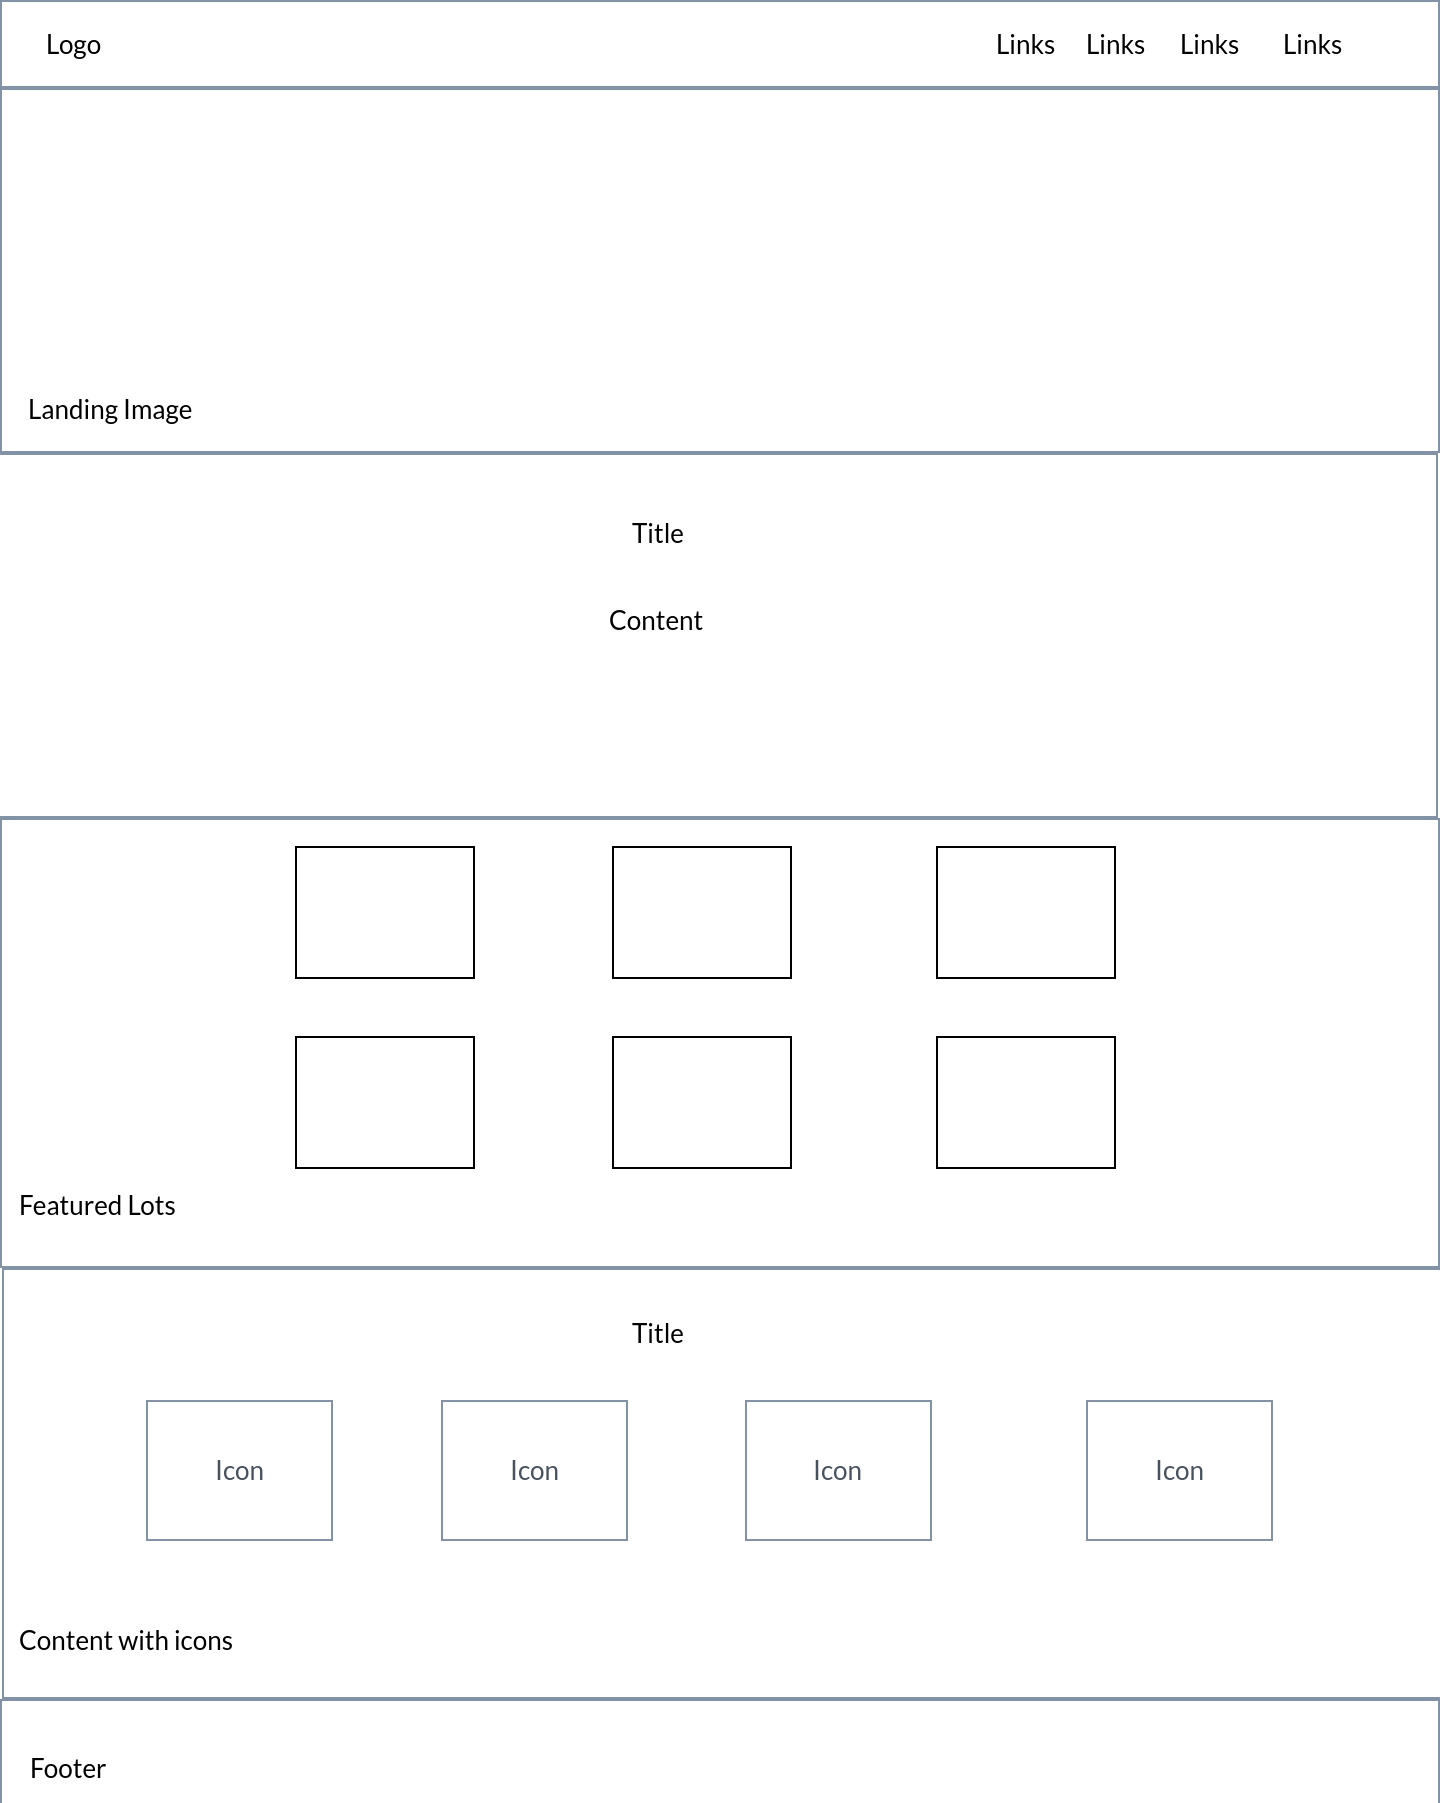 Logo
Links Links Links Links
Landing Image
Title
Content
Featured Lots
Title
Icon Icon Icon Icon
Content with icons
Footer